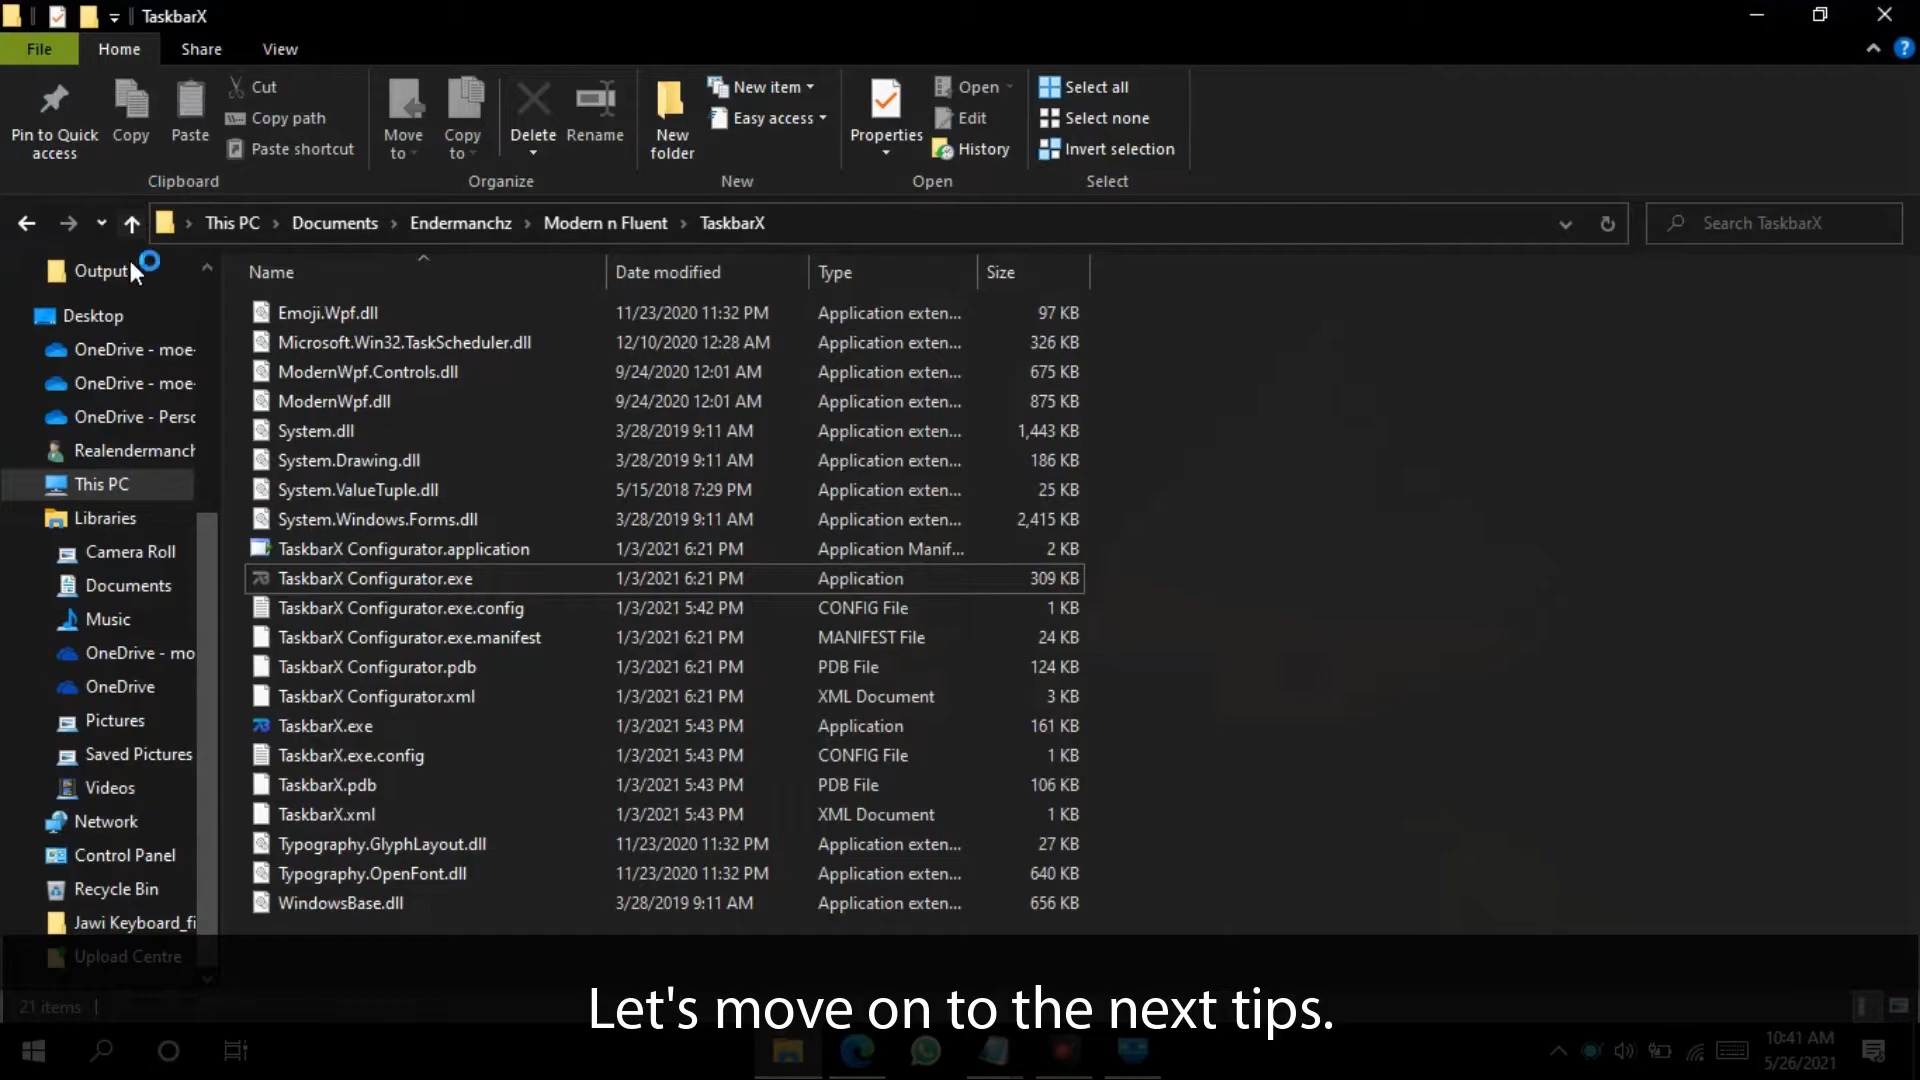 TaskbarX
File Home Share View
Pin to Quick access
Copy
Paste
Cut
Copy path
Paste shortcut
Clipboard
Move to
Copy to
Delete
Rename
Organize
New folder
New item
Easy access
New
Properties
Open
Edit
History
Open
Select all
Select none
Invert selection
Select
This PC > Documents > Endermanchz > Modern n Fluent > TaskbarX
Search TaskbarX
Output
Desktop
OneDrive - moe-
OneDrive - moe-
OneDrive - Perso
Realendermanch
This PC
Libraries
Camera Roll
Documents
Music
OneDrive - mo
OneDrive
Pictures
Saved Pictures
Videos
Network
Control Panel
Recycle Bin
Jawi Keyboard_fi
Upload Centre
Name Date modified Type Size
Emoji.Wpf.dll 11/23/2020 11:32 PM Application exten... 97 KB
Microsoft.Win32.TaskScheduler.dll 12/10/2020 12:28 AM Application exten... 326 KB
ModernWpf.Controls.dll 9/24/2020 12:01 AM Application exten... 675 KB
ModernWpf.dll 9/24/2020 12:01 AM Application exten... 875 KB
System.dll 3/28/2019 9:11 AM Application exten... 1,443 KB
System.Drawing.dll 3/28/2019 9:11 AM Application exten... 186 KB
System.ValueTuple.dll 5/15/2018 7:29 PM Application exten... 25 KB
System.Windows.Forms.dll 3/28/2019 9:11 AM Application exten... 2,415 KB
TaskbarX Configurator.application 1/3/2021 6:21 PM Application Manif... 2 KB
TaskbarX Configurator.exe 1/3/2021 6:21 PM Application 309 KB
TaskbarX Configurator.exe.config 1/3/2021 5:42 PM CONFIG File 1 KB
TaskbarX Configurator.exe.manifest 1/3/2021 6:21 PM MANIFEST File 24 KB
TaskbarX Configurator.pdb 1/3/2021 6:21 PM PDB File 124 KB
TaskbarX Configurator.xml 1/3/2021 6:21 PM XML Document 3 KB
TaskbarX.exe 1/3/2021 5:43 PM Application 161 KB
TaskbarX.exe.config 1/3/2021 5:43 PM CONFIG File 1 KB
TaskbarX.pdb 1/3/2021 5:43 PM PDB File 106 KB
TaskbarX.xml 1/3/2021 5:43 PM XML Document 1 KB
Typography.GlyphLayout.dll 11/23/2020 11:32 PM Application exten... 27 KB
Typography.OpenFont.dll 11/23/2020 11:32 PM Application exten... 640 KB
WindowsBase.dll 3/28/2019 9:11 AM Application exten... 656 KB
21 items
Let's move on to the next tips.
10:41 AM
5/26/2021